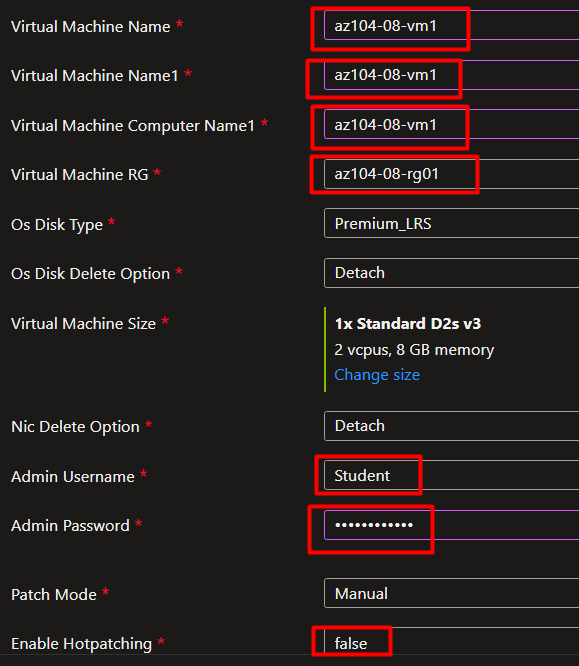 Virtual Machine Name * az104-08-vm1
Virtual Machine Name1 * az104-08-vm1
Virtual Machine Computer Name1 * az104-08-vm1
Virtual Machine RG * az104-08-rg01
Os Disk Type * Premium_LRS
Os Disk Delete Option * Detach
Virtual Machine Size * 1x Standard D2s v3
2 vcpus, 8 GB memory
Change size
Nic Delete Option * Detach
Admin Username * Student
Admin Password * ••••••••••••
Patch Mode * Manual
Enable Hotpatching * false